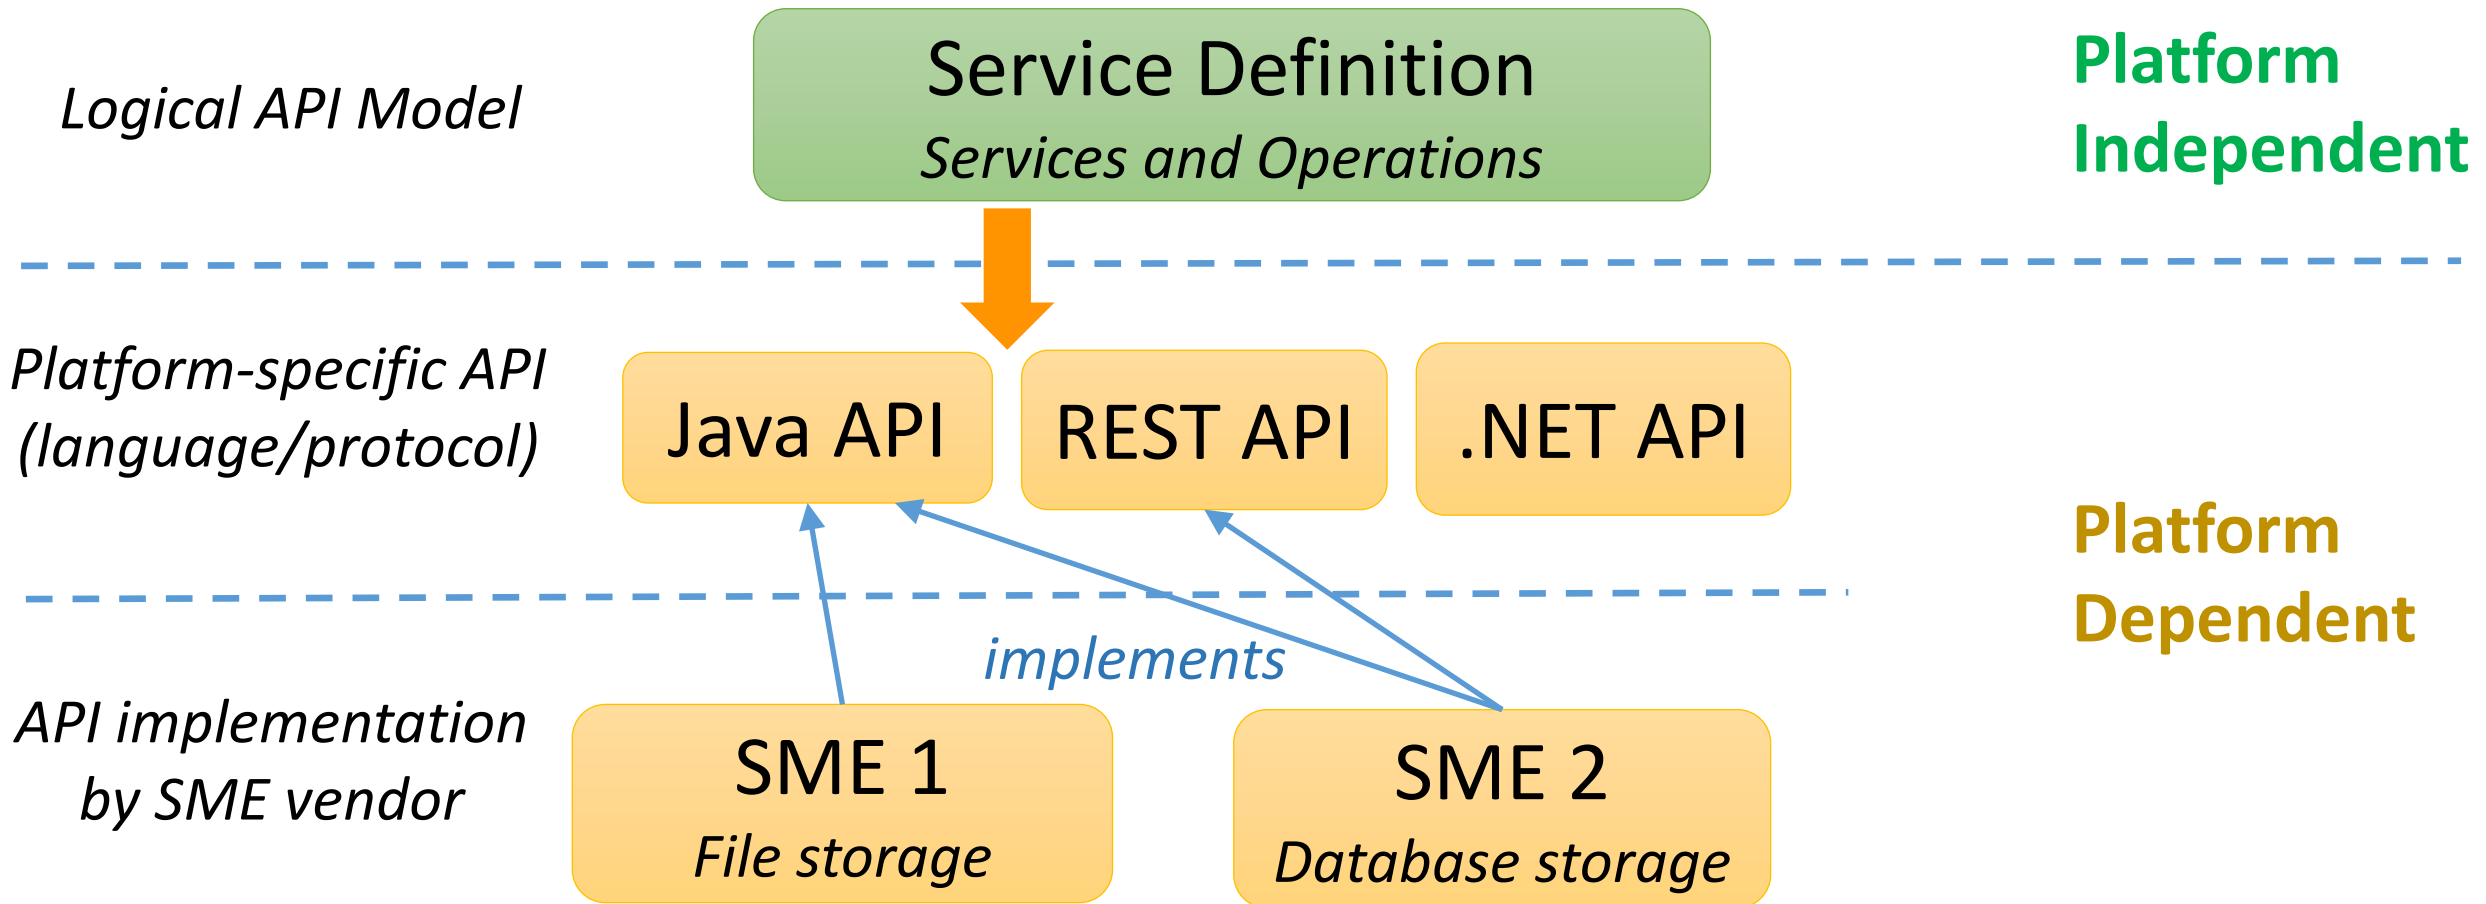 Service Definition
Services and Operations
Logical API Model
Platform
Independent
Platform-specific API
(language/protocol)
Java API
REST API
.NET API
Platform
Dependent
implements
API implementation
by SME vendor
SME 1
File storage
SME 2
Database storage